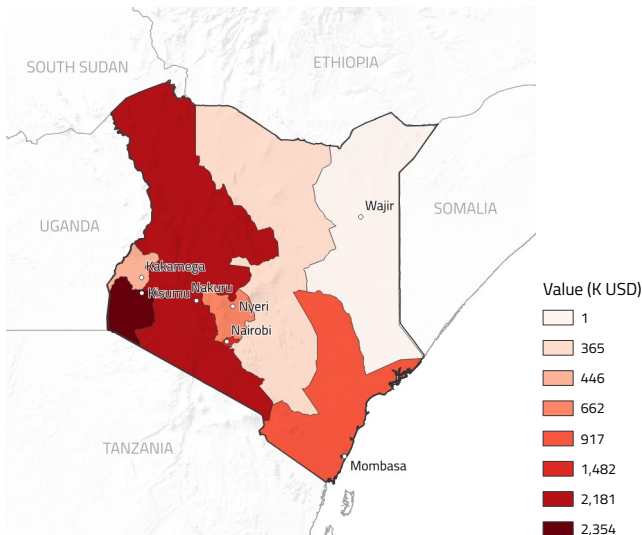 SOUTH SUDAN
ETHIOPIA
UGANDA
SOMALIA
Wajir
Kakamega
Kisumu
Nakuru
Nyeri
Nairobi
TANZANIA
Mombasa
Value (K USD)
1
365
446
662
917
1,482
2,181
2,354